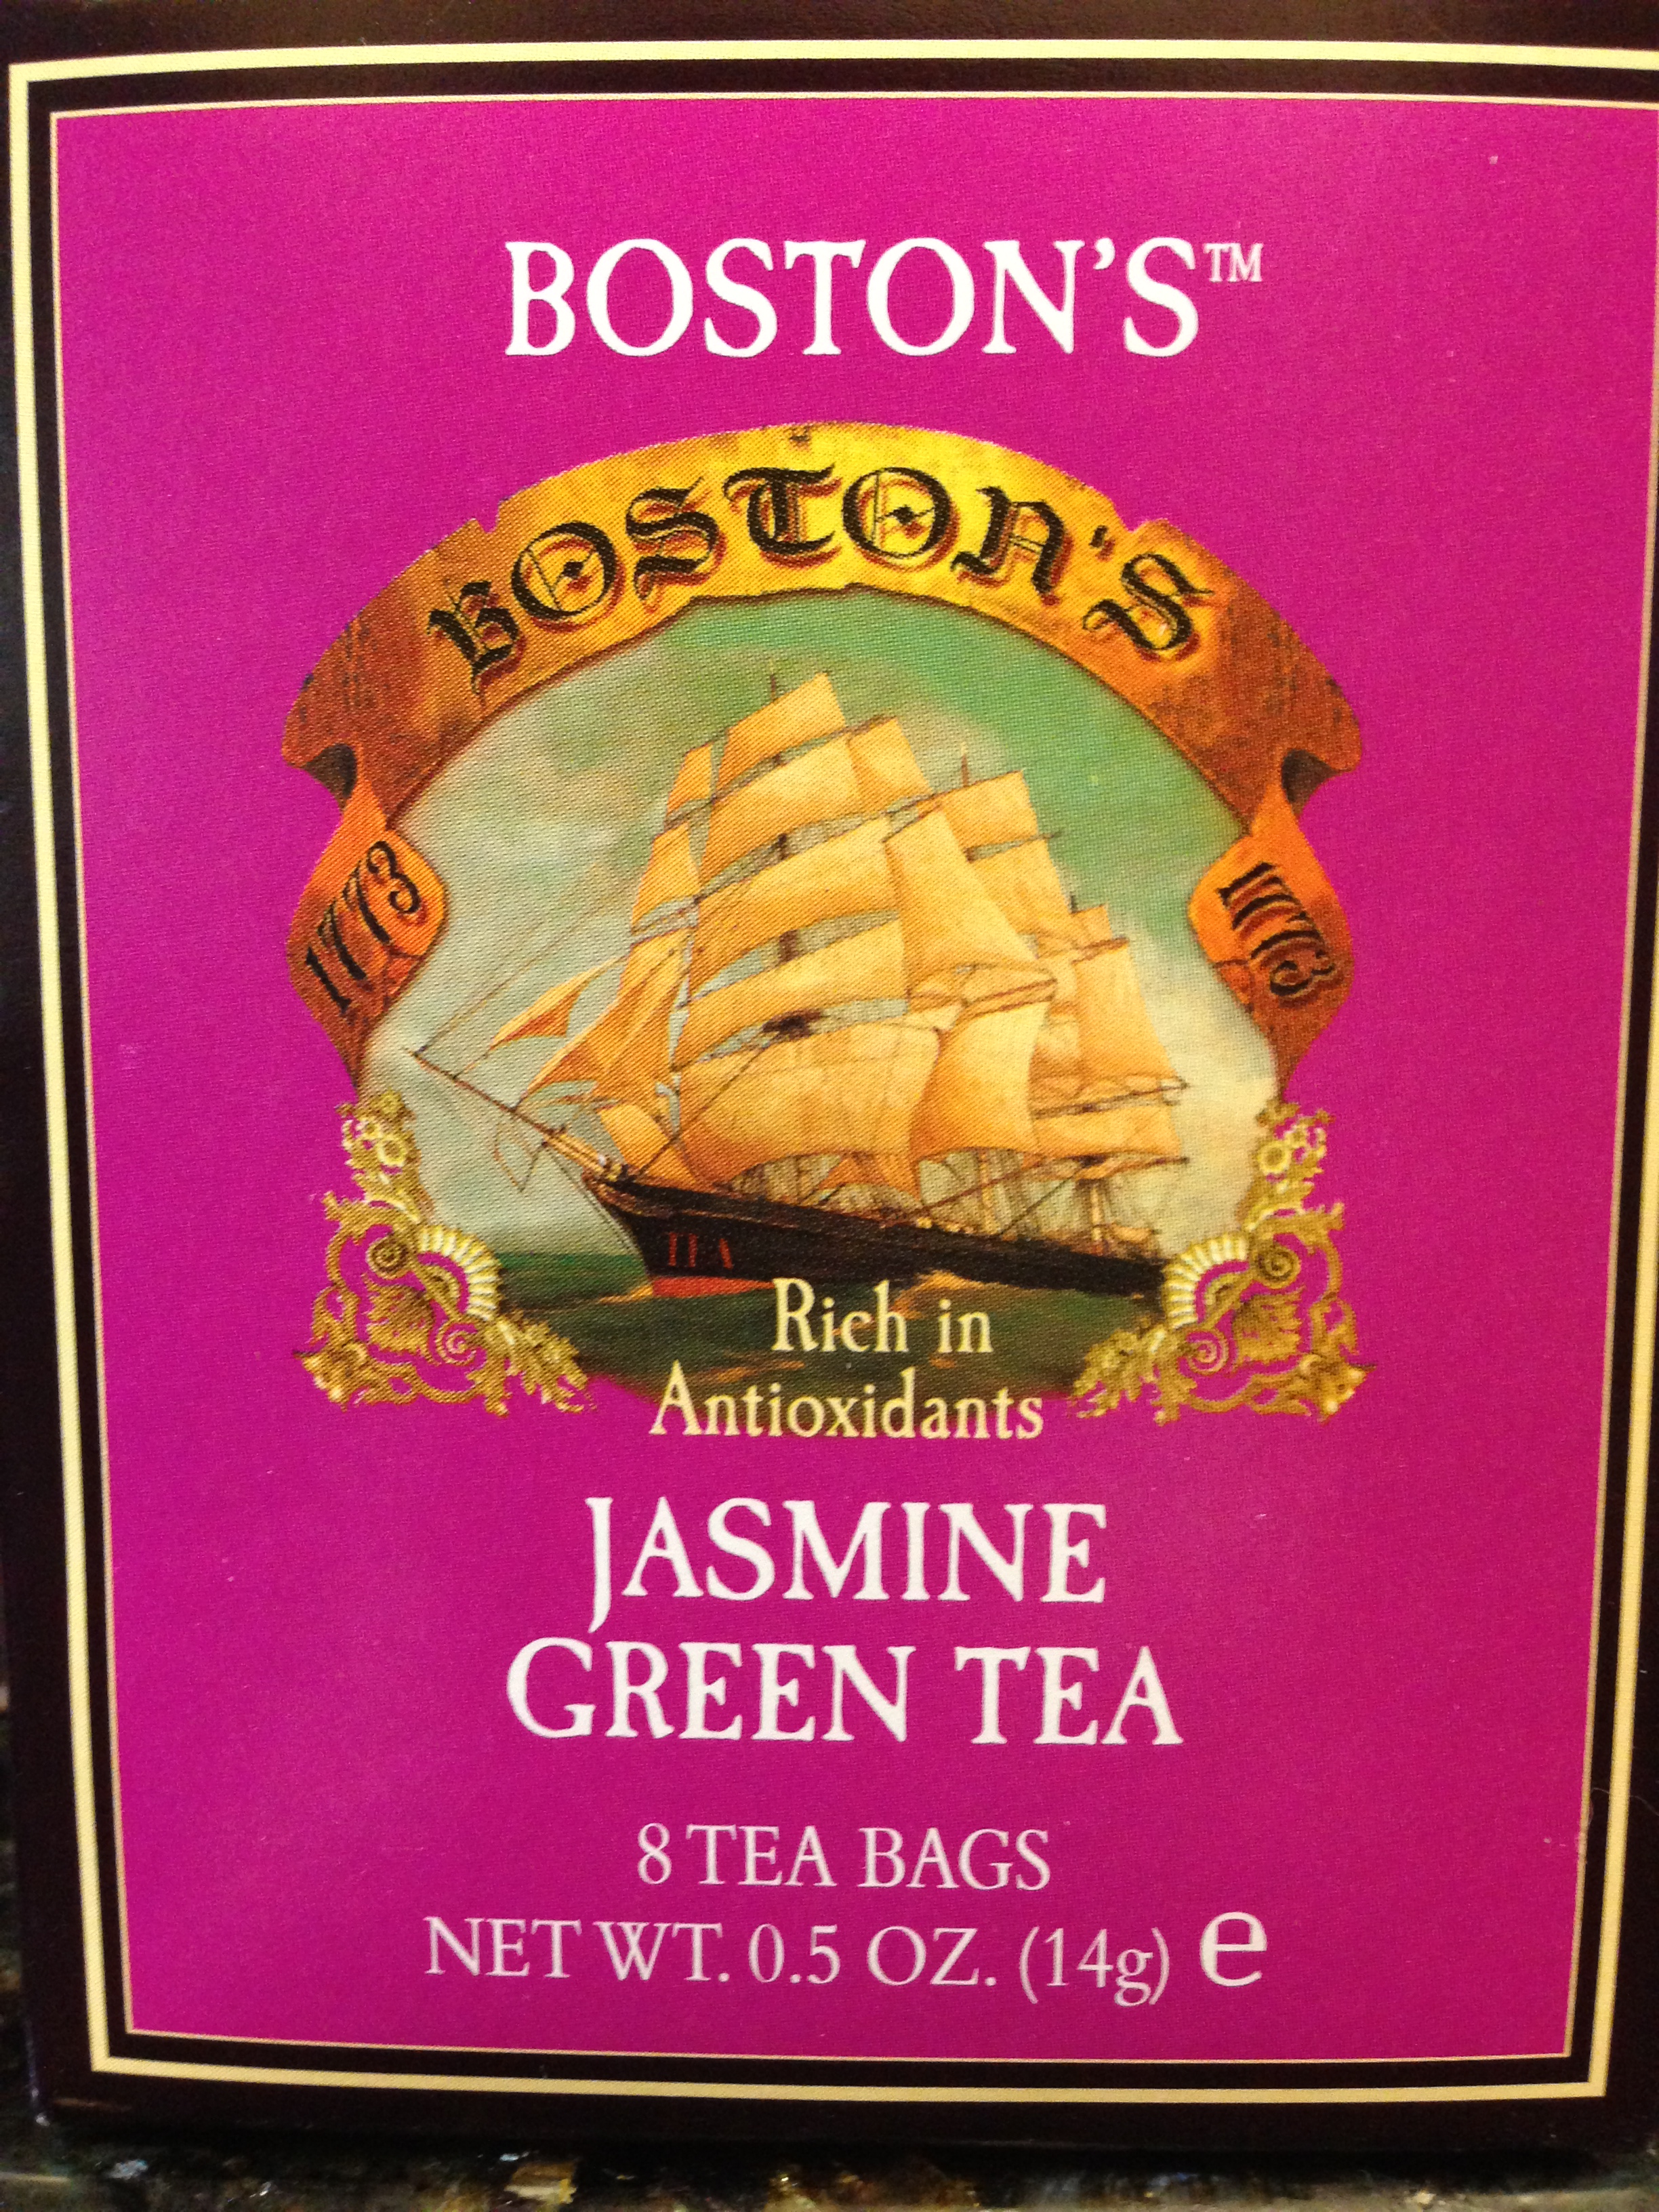 BOSTON'S™
BOSTON'S
1773
1773
TEA
Rich in
Antioxidants
JASMINE
GREEN TEA
8 TEA BAGS
NET WT. 0.5 OZ. (14g) e